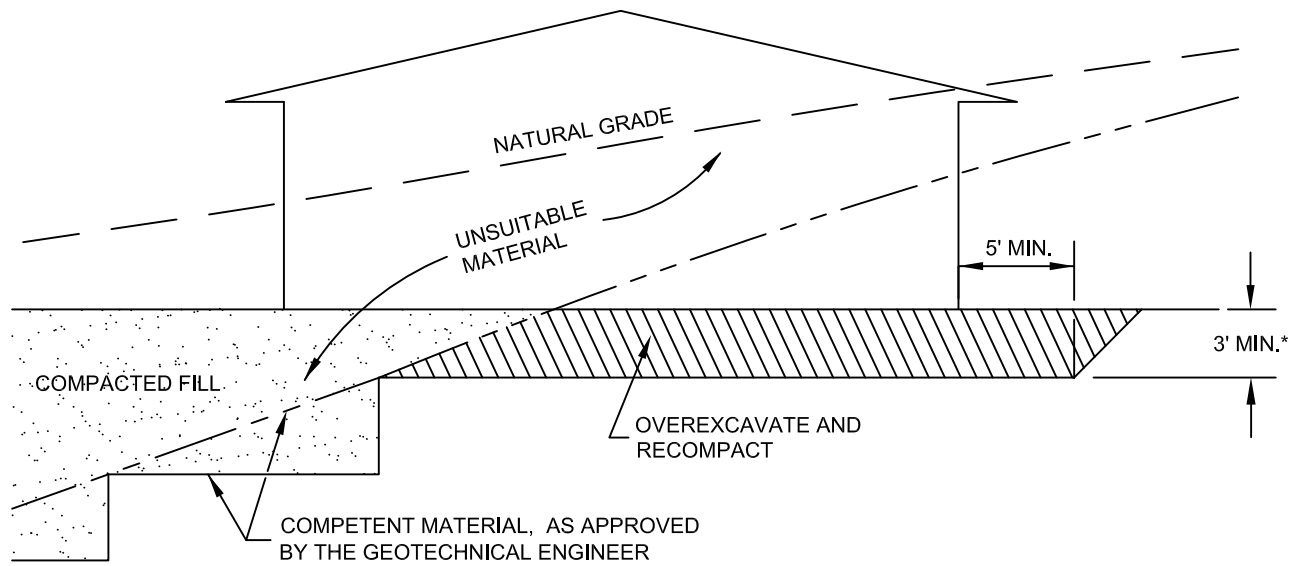 NATURAL GRADE
UNSUITABLE
MATERIAL
5' MIN.
3' MIN.*
COMPACTED FILL
OVEREXCAVATE AND
RECOMPACT
COMPETENT MATERIAL, AS APPROVED
BY THE GEOTECHNICAL ENGINEER